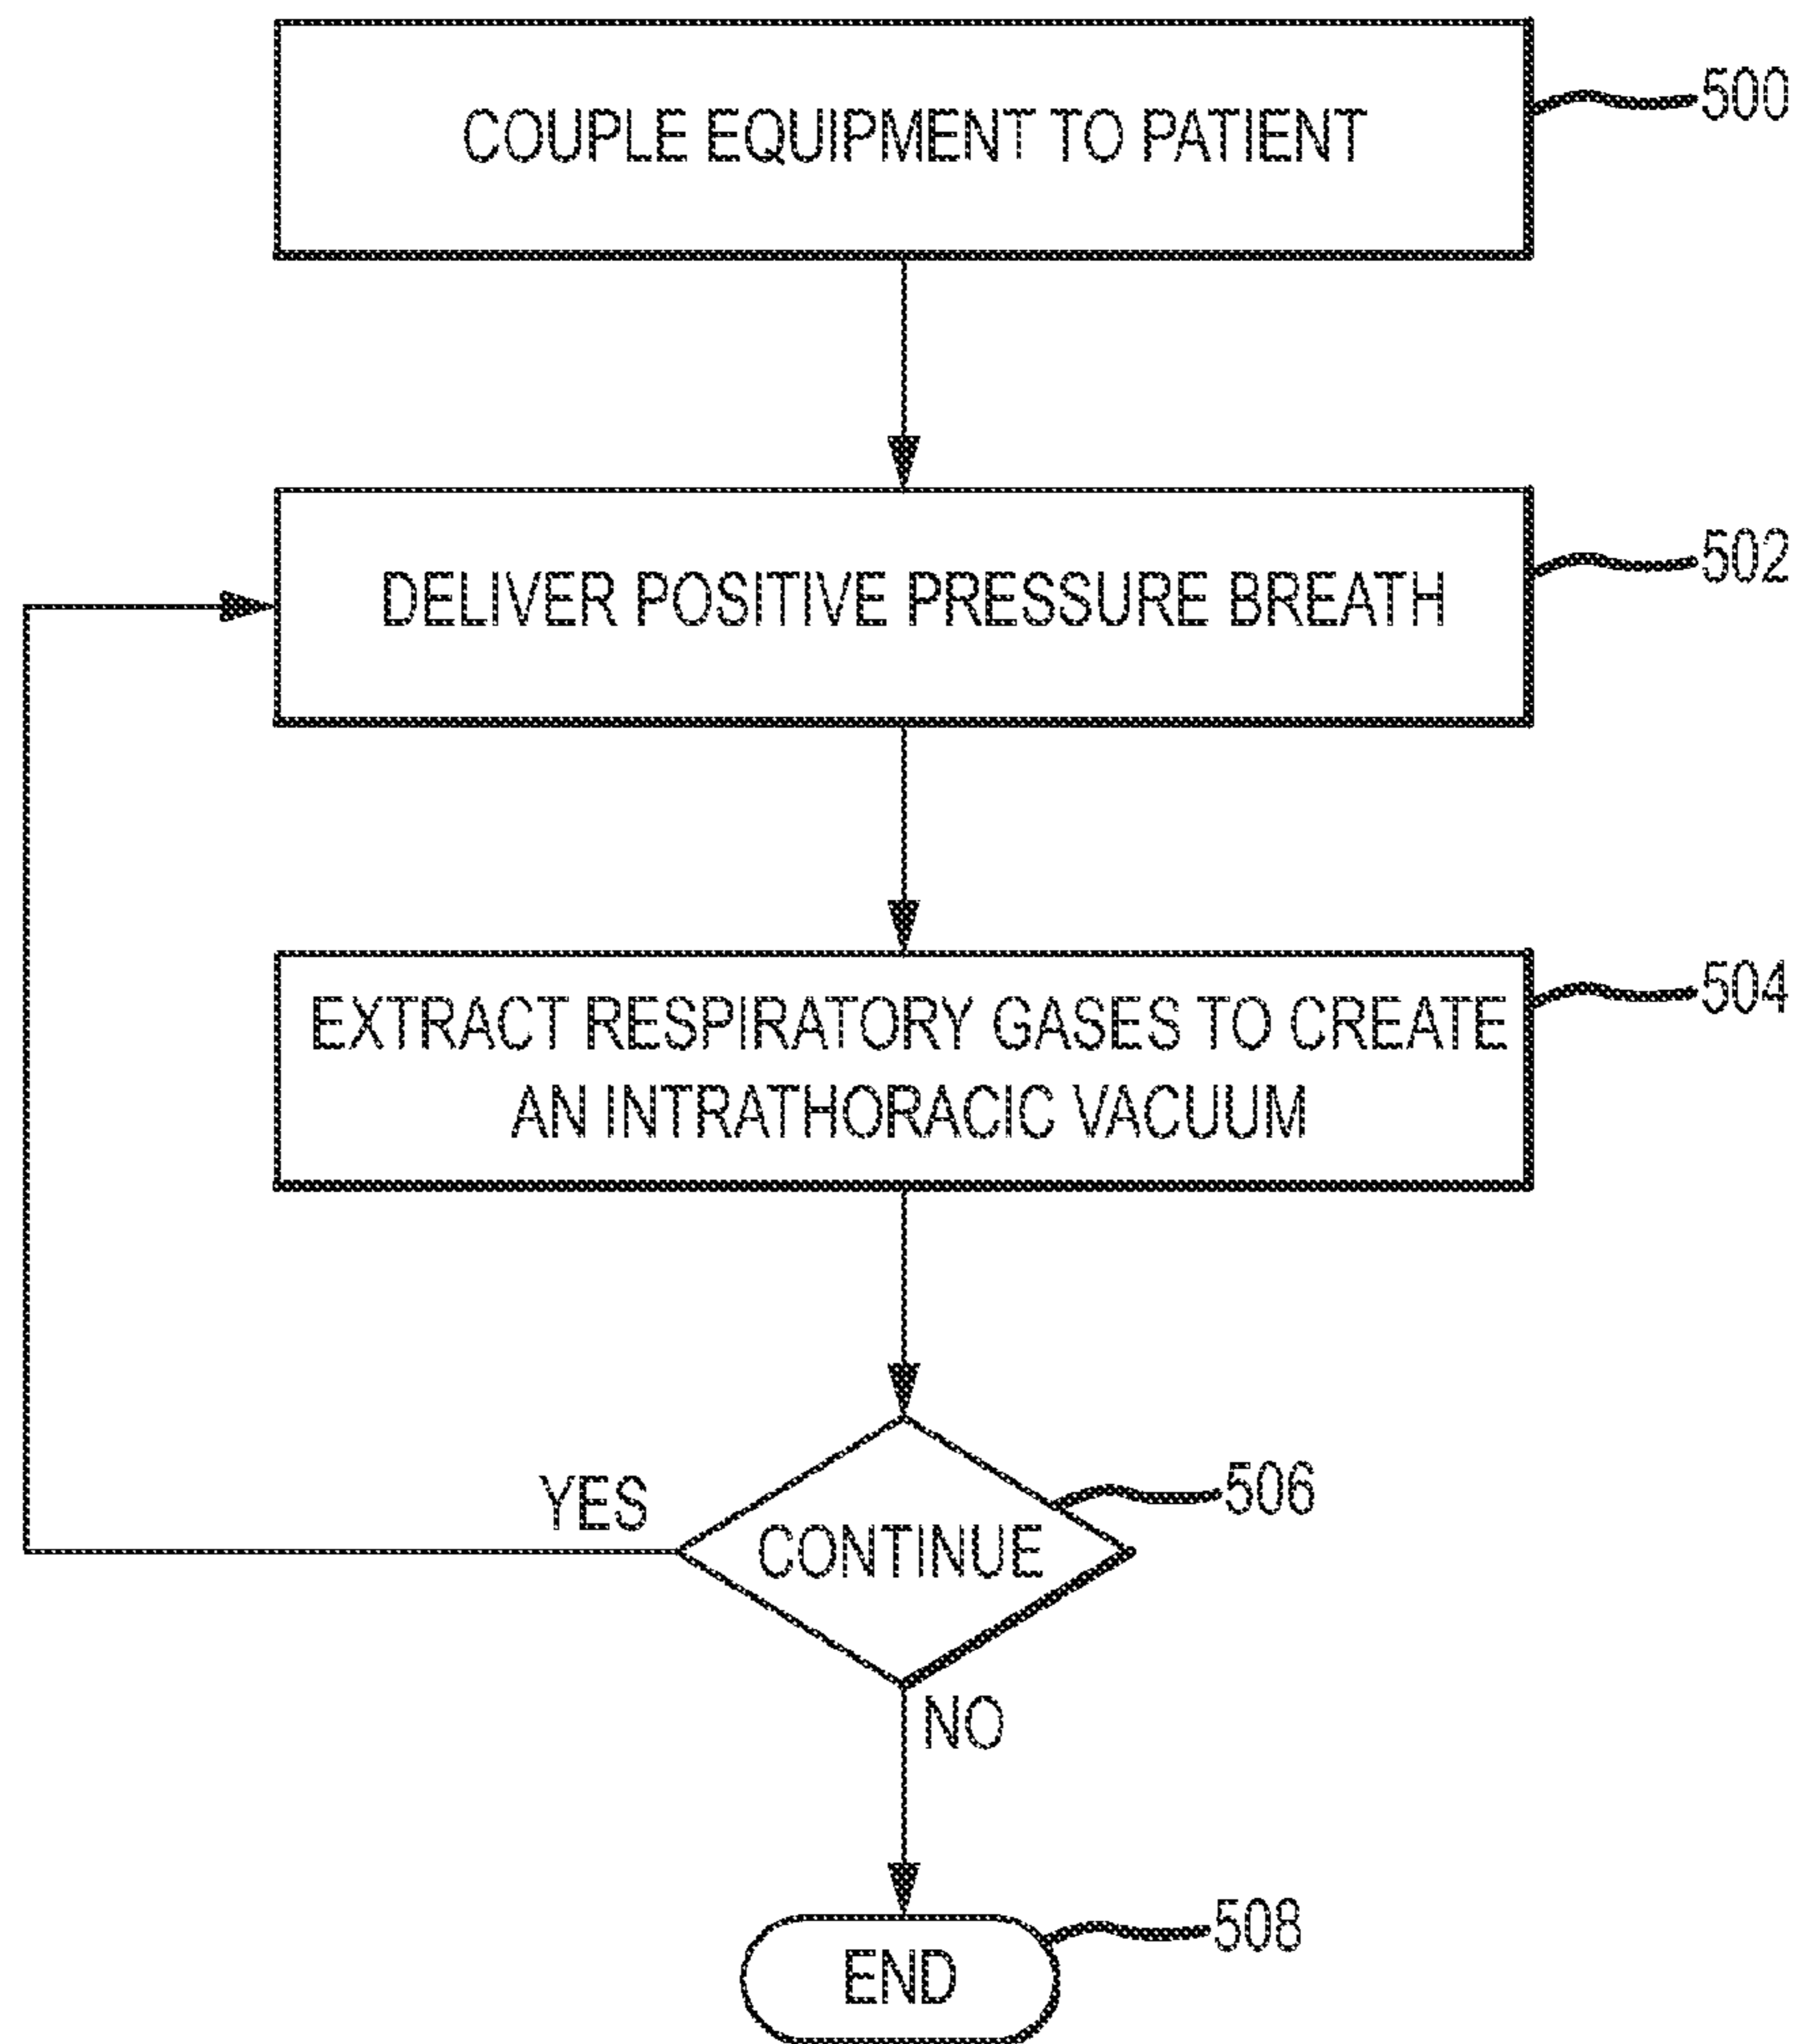 COUPLE EQUIPMENT TO PATIENT
500
DELIVER POSITIVE PRESSURE BREATH
502
EXTRACT RESPIRATORY GASES TO CREATE
AN INTRATHORACIC VACUUM
504
YES
CONTINUE
506
NO
END
508